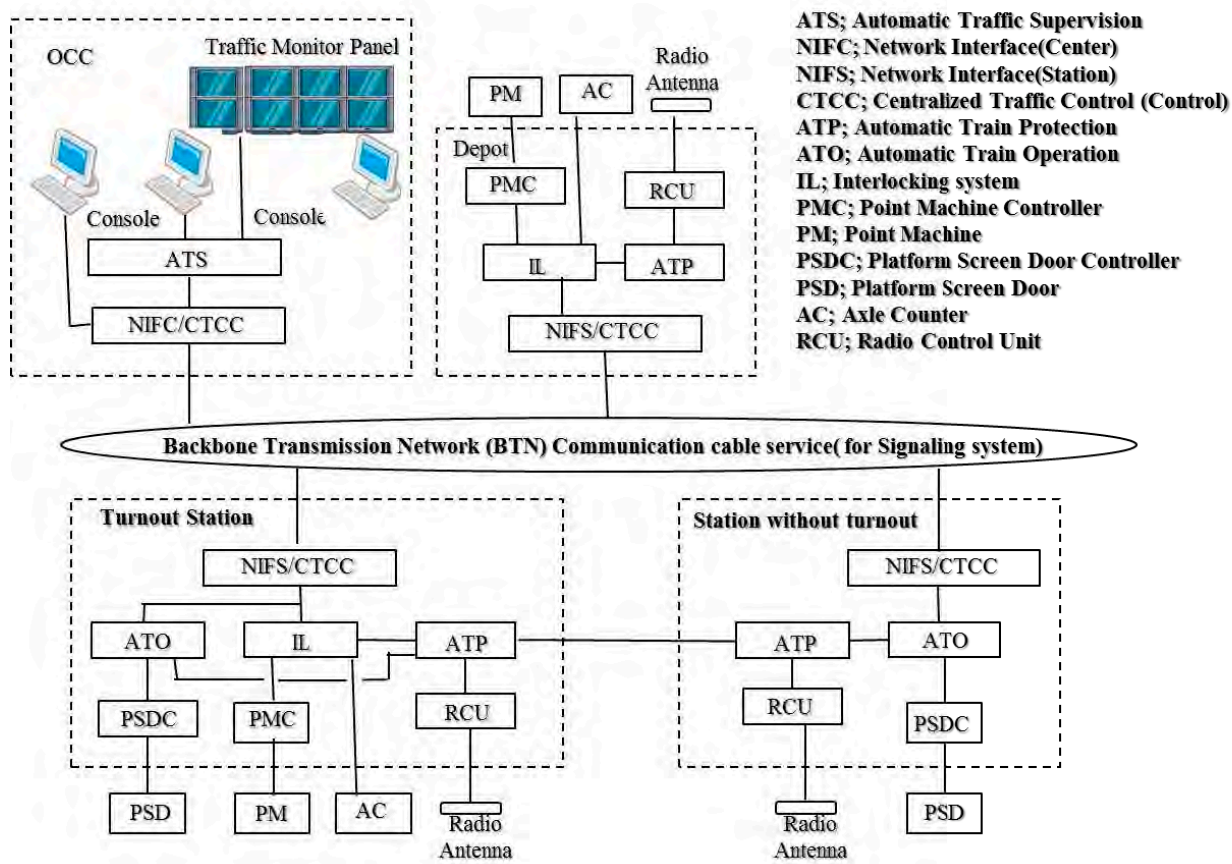 OCC
Traffic Monitor Panel
Console
Console
ATS
NIFC/CTCC
PM
AC
Radio
Antenna
Depot
PMC
RCU
IL
ATP
NIFS/CTCC
ATS; Automatic Traffic Supervision
NIFC; Network Interface(Center)
NIFS; Network Interface(Station)
CTCC; Centralized Traffic Control (Control)
ATP; Automatic Train Protection
ATO; Automatic Train Operation
IL; Interlocking system
PMC; Point Machine Controller
PM; Point Machine
PSDC; Platform Screen Door Controller
PSD; Platform Screen Door
AC; Axle Counter
RCU; Radio Control Unit
Backbone Transmission Network (BTN) Communication cable service( for Signaling system)
Turnout Station
NIFS/CTCC
ATO
IL
ATP
PSDC
PMC
RCU
PSD
PM
AC
Radio
Antenna
Station without turnout
NIFS/CTCC
ATP
ATO
RCU
PSDC
Radio
Antenna
PSD